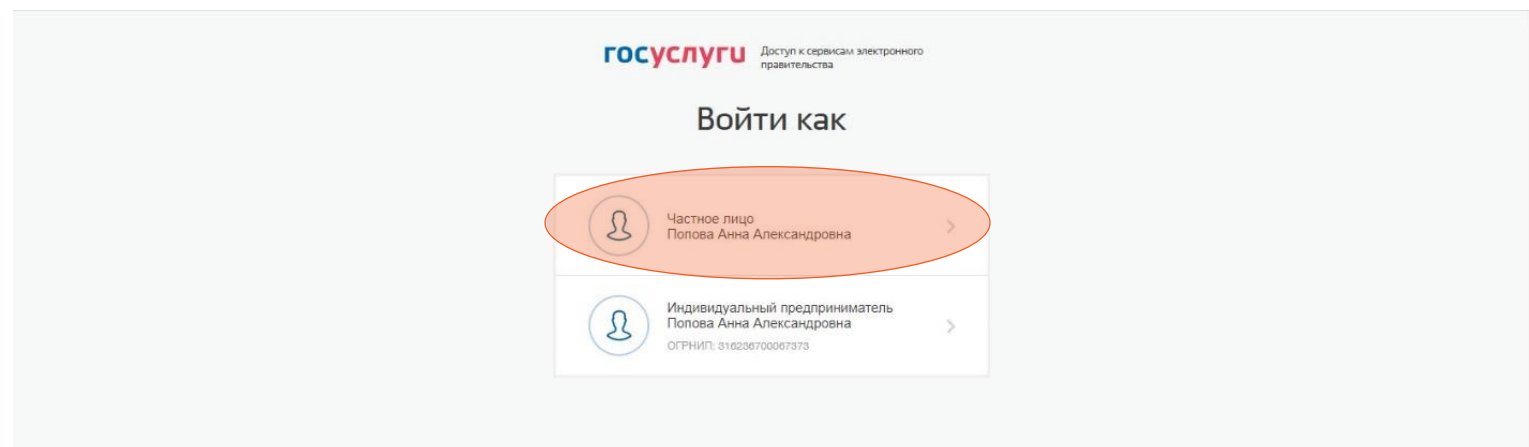 госуслуги
Доступ к сервисам электронного
правительства
Войти как
Частное лицо
Попова Анна Александровна
Индивидуальный предприниматель
Попова Анна Александровна
ОГРНИП: 316236700067373